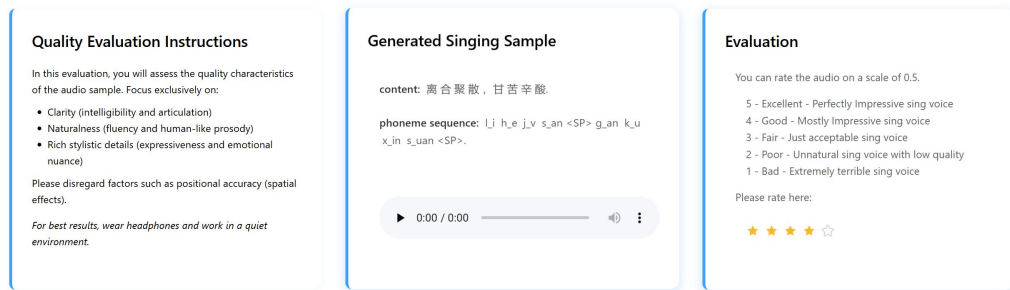 Quality Evaluation Instructions
In this evaluation, you will assess the quality characteristics
of the audio sample. Focus exclusively on:
• Clarity (intelligibility and articulation)
• Naturalness (fluency and human-like prosody)
• Rich stylistic details (expressiveness and emotional
nuance)
Please disregard factors such as positional accuracy (spatial
effects).
For best results, wear headphones and work in a quiet
environment.
Generated Singing Sample
content: 离合聚散，甘苦辛酸.
phoneme sequence: l_i h_e j_v s_an <SP> g_an k_u
x_in s_uan <SP>.
0:00 / 0:00
Evaluation
You can rate the audio on a scale of 0.5.
5 - Excellent - Perfectly Impressive sing voice
4 - Good - Mostly Impressive sing voice
3 - Fair - Just acceptable sing voice
2 - Poor - Unnatural sing voice with low quality
1 - Bad - Extremely terrible sing voice
Please rate here: